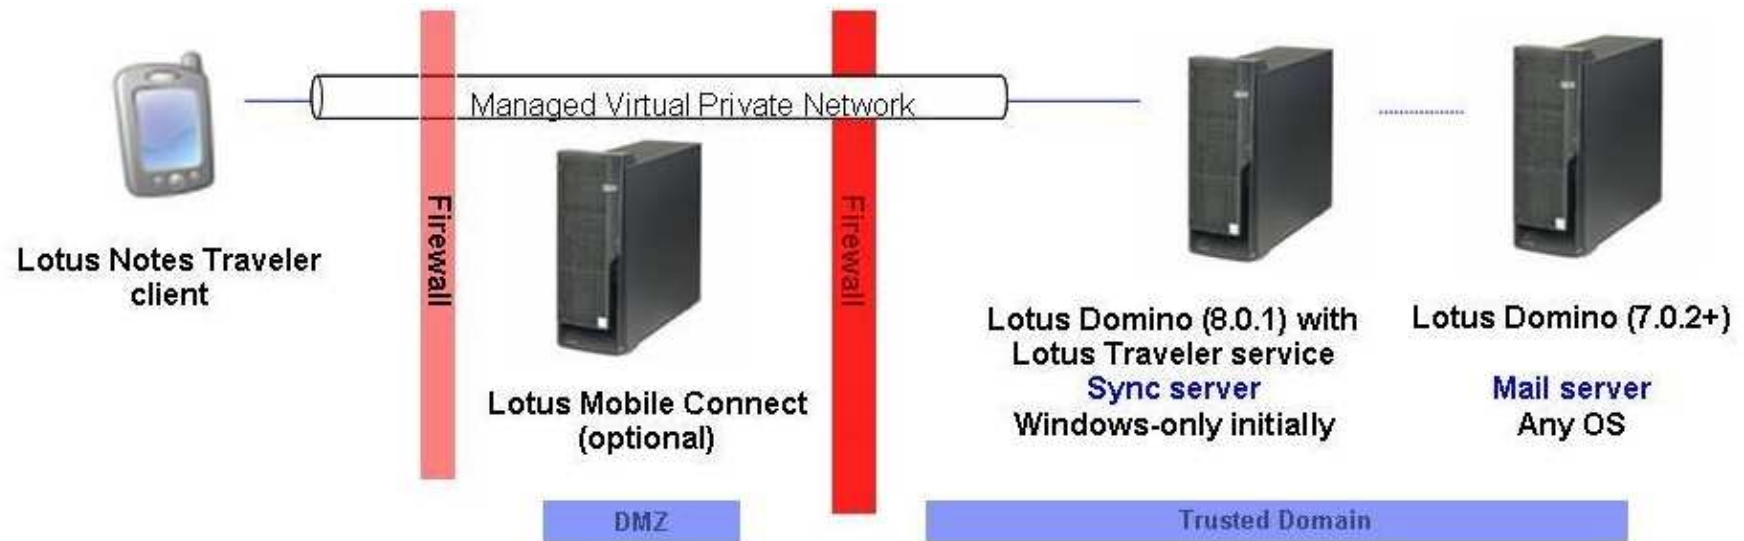 Managed Virtual Private Network
Firewall
Firewall
Lotus Notes Traveler
client
Lotus Mobile Connect
(optional)
Lotus Domino (8.0.1) with
Lotus Traveler service
Sync server
Windows-only initially
Lotus Domino (7.0.2+)
Mail server
Any OS
DMZ
Trusted Domain